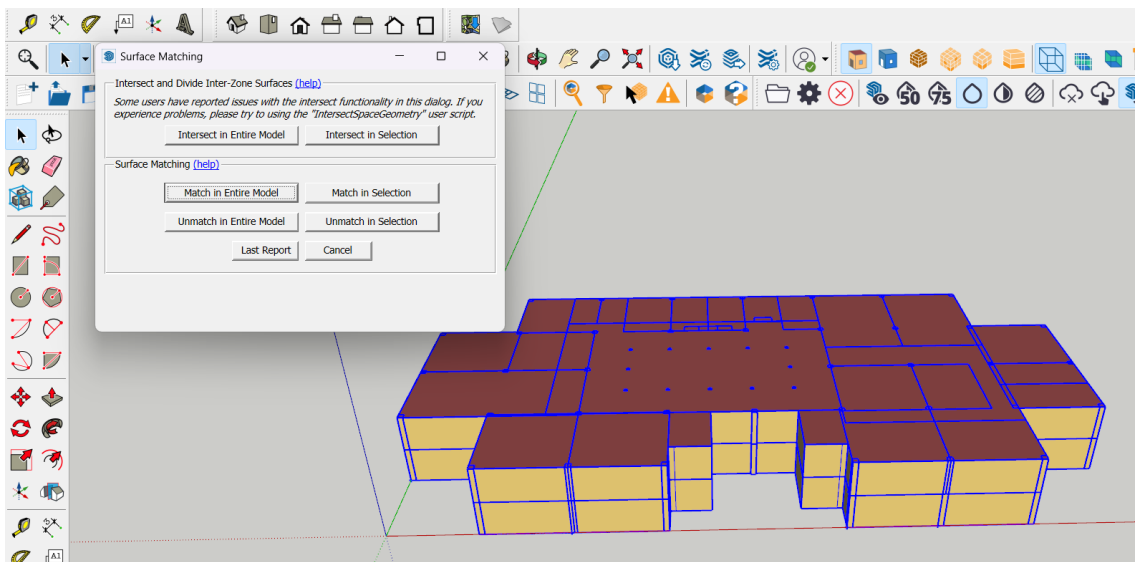 A1
Surface Matching
Intersect and Divide Inter-Zone Surfaces (help)
Some users have reported issues with the intersect functionality in this dialog. If you
experience problems, please try to using the "IntersectSpaceGeometry" user script.
Intersect in Entire Model
Intersect in Selection
Surface Matching (help)
Match in Entire Model
Match in Selection
Unmatch in Entire Model
Unmatch in Selection
Last Report
Cancel
50
75
A1